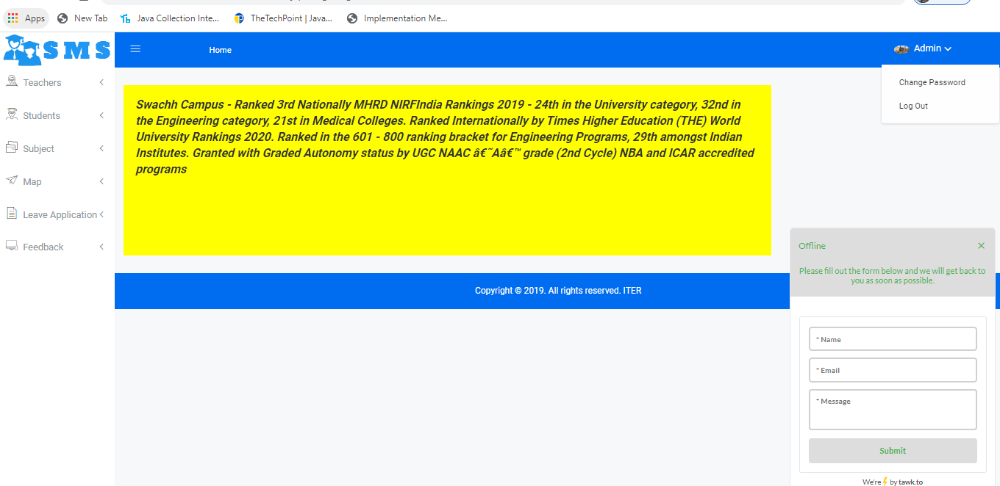 Apps
New Tab
Java Collection Inte...
TheTechPoint | Java...
Implementation Me...
SMS
Home
Admin
Change Password
Log Out
Teachers
Students
Subject
Map
Leave Application
Feedback
Swachh Campus - Ranked 3rd Nationally MHRD NIRFIndia Rankings 2019 - 24th in the University category, 32nd in
the Engineering category, 21st in Medical Colleges. Ranked Internationally by Times Higher Education (THE) World
University Rankings 2020. Ranked in the 601 - 800 ranking bracket for Engineering Programs, 29th amongst Indian
Institutes. Granted with Graded Autonomy status by UGC NAAC â€˜Aâ€™ grade (2nd Cycle) NBA and ICAR accredited
programs
Copyright © 2019. All rights reserved. ITER
Offline
Please fill out the form below and we will get back to
you as soon as possible.
* Name
* Email
* Message
Submit
We're by tawk.to